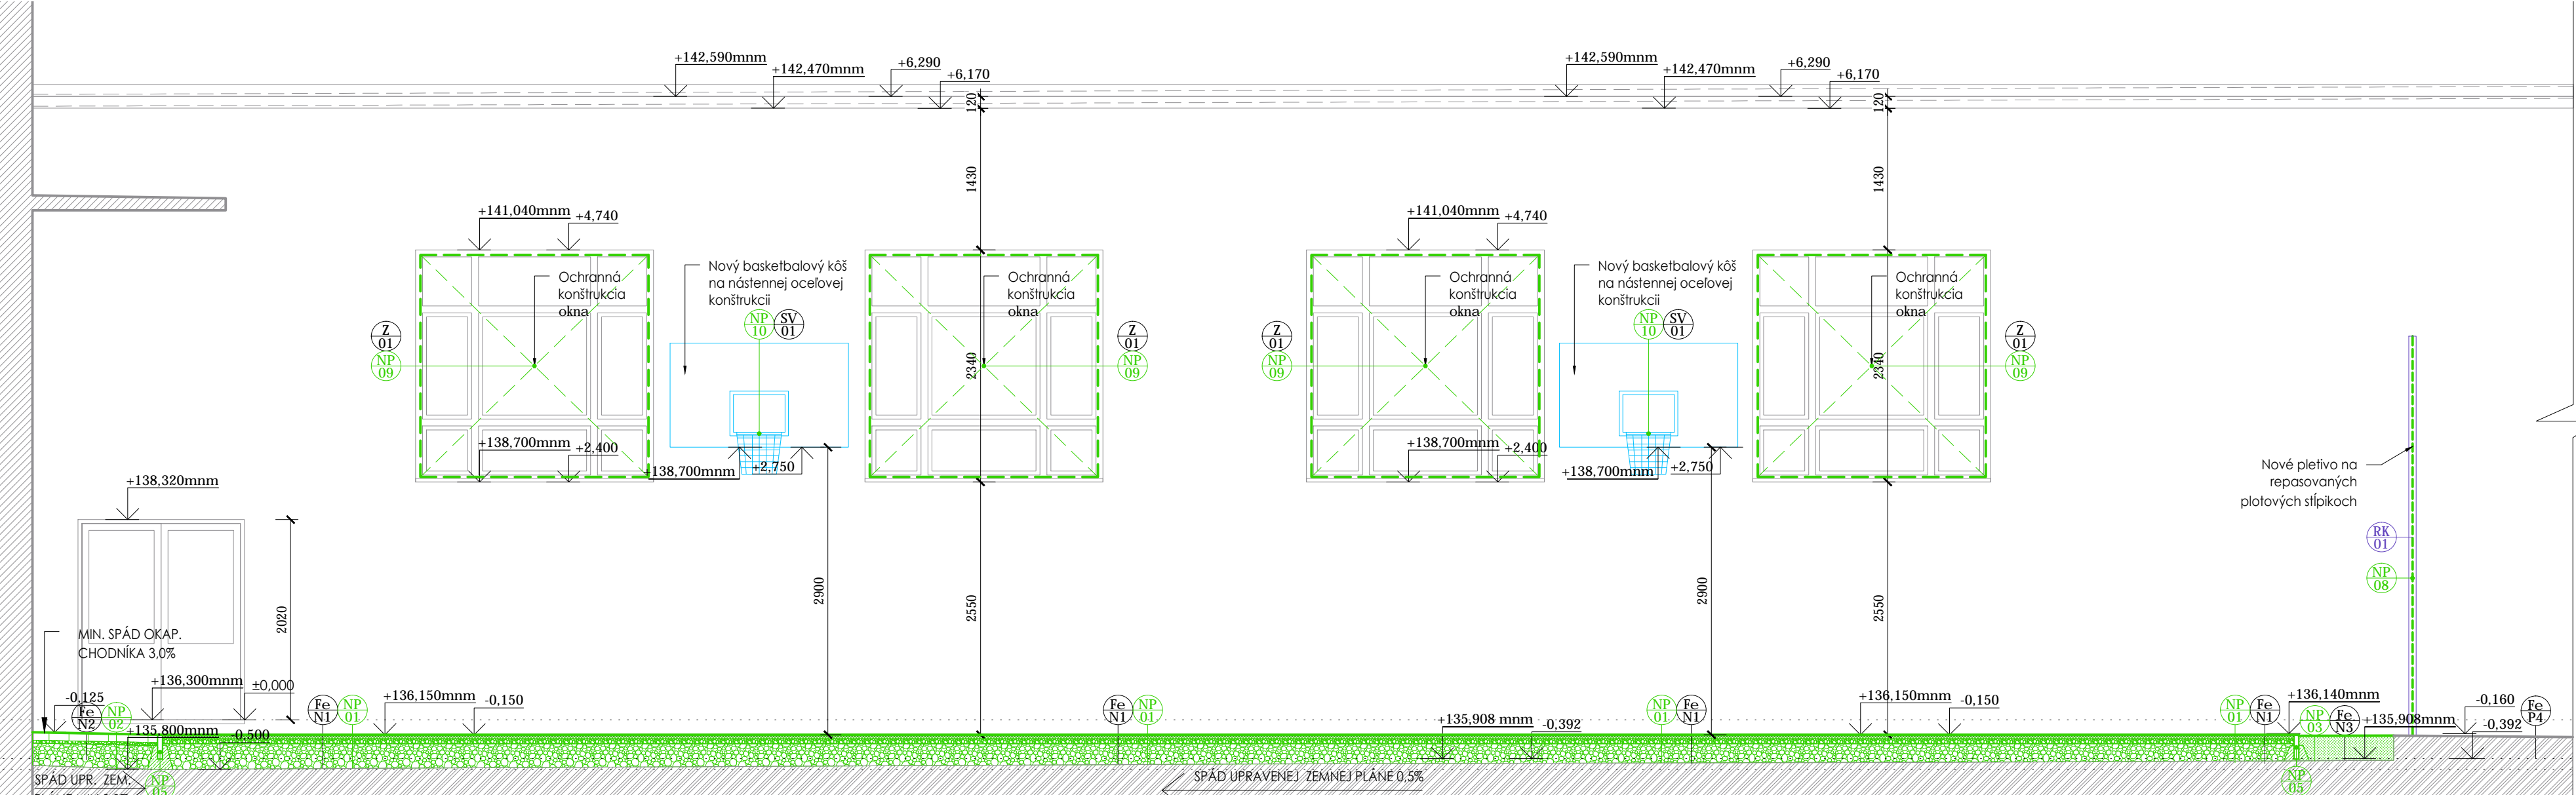 +142,590mnm
+142,470mnm
+6,290
+6,170
120
+142,590mnm
+142,470mnm
+6,290
+6,170
120
1430
1430
+141,040mnm
+4,740
+141,040mnm
+4,740
Ochranná
konštrukcia
okna
Nový basketbalový kôš
na nástennej oceľovej
konštrukcii
Ochranná
konštrukcia
okna
Ochranná
konštrukcia
okna
Nový basketbalový kôš
na nástennej oceľovej
konštrukcii
Ochranná
konštrukcia
okna
NP
10
SV
01
NP
10
SV
01
Z
01
NP
09
Z
01
NP
09
Z
01
NP
09
Z
01
NP
09
2340
2340
+138,700mnm
+2,400
+138,700mnm
+2,750
+138,700mnm
+2,400
+138,700mnm
+2,750
+138,320mnm
Nové pletivo na
repasovaných
plotových stĺpikoch
RK
01
NP
08
2020
2900
2550
2900
2550
MIN. SPÁD OKAP.
CHODNÍKA 3,0%
+136,300mnm
±0,000
-0,125
Fe
N2
NP
02
+135,800mnm
-0,500
Fe
N1
NP
01
+136,150mnm
-0,150
Fe
N1
NP
01
+135,908 mnm
-0,392
NP
01
Fe
N1
+136,150mnm
-0,150
NP
01
Fe
N1
+136,140mnm
NP
03
Fe
N3
+135,908mnm
-0,160
-0,392
Fe
P4
SPÁD UPR. ZEM.
NP
05
SPÁD UPRAVENEJ ZEMNEJ PLÁNE 0,5%
NP
05